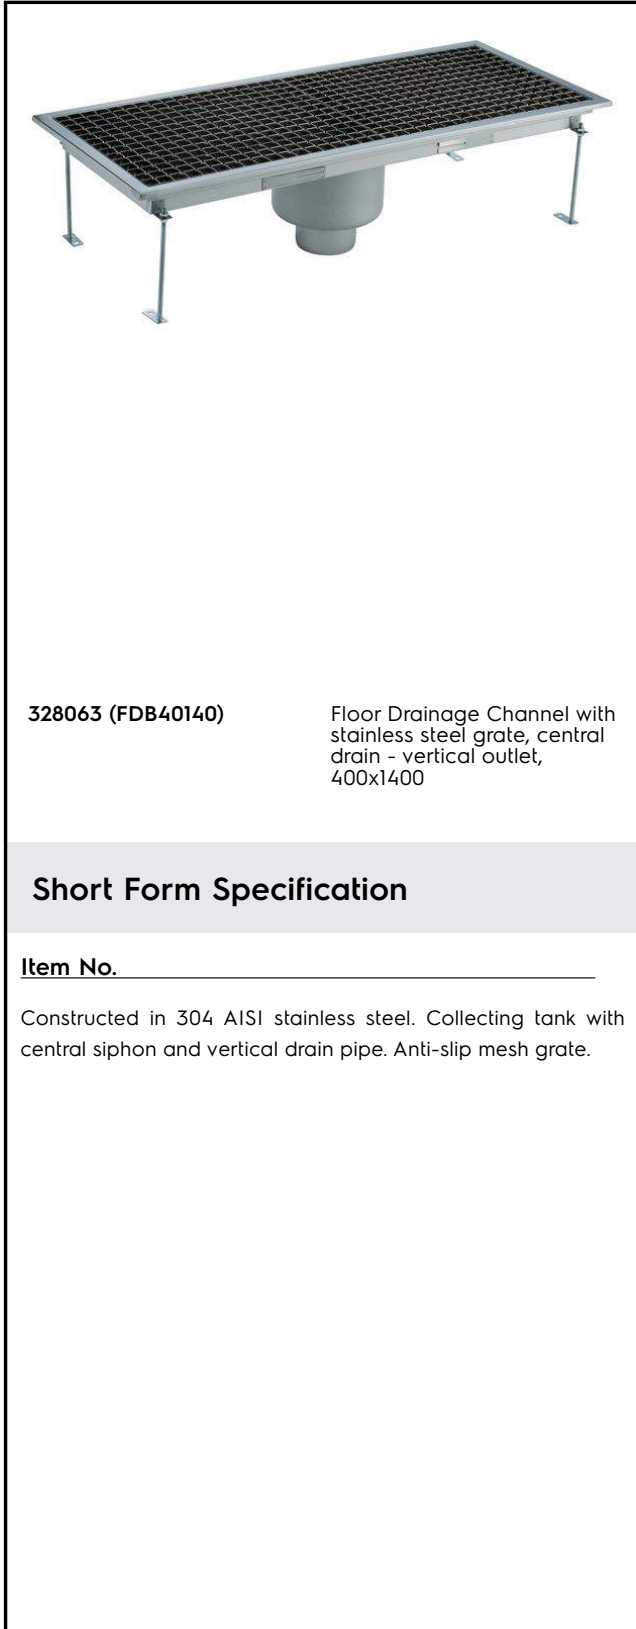 328063 (FDB40140)
Floor Drainage Channel with
stainless steel grate, central
drain - vertical outlet,
400x1400
Short Form Specification
Item No.
Constructed in 304 AISI stainless steel. Collecting tank with
central siphon and vertical drain pipe. Anti-slip mesh grate.